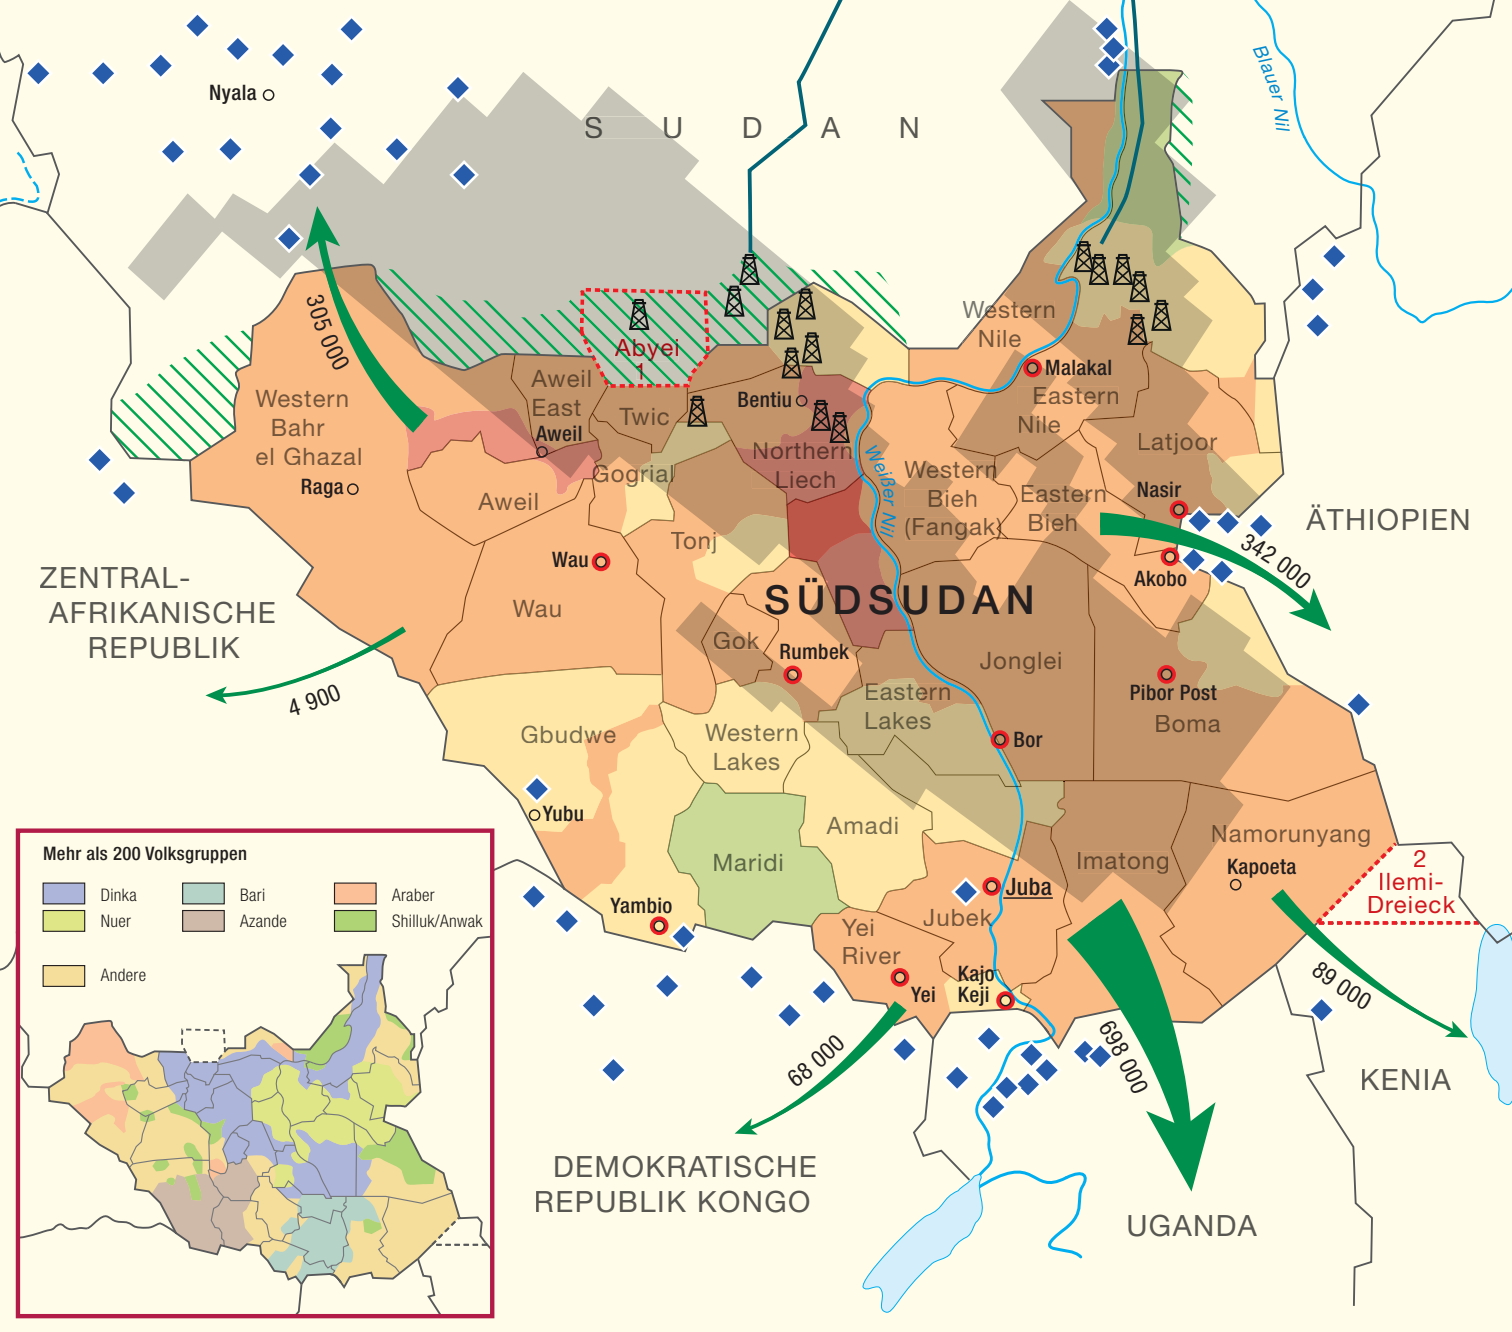 Nyala
S U D A N
Blauer Nil
305 000
Abyei
1
Western
Nile
Malakal
Eastern
Nile
Aweil
East
Aweil
Twic
Bentiu
Western
Bahr
el Ghazal
Raga
Gogrial
Northern
Liech
Weißer Nil
Western
Bieh
(Fangak)
Eastern
Bieh
Latjoor
Nasir
Akobo
342 000
ÄTHIOPIEN
Aweil
Tonj
Wau
Wau
ZENTRAL-
AFRIKANISCHE
REPUBLIK
4 900
SÜDSUDAN
Gok
Rumbek
Jonglei
Pibor Post
Boma
Eastern
Lakes
Bor
Gbudwe
Western
Lakes
Yubu
Amadi
Maridi
Imatong
Namorunyang
Kapoeta
2
Ilemi-
Dreieck
Juba
Jubek
Yambio
Yei
River
Yei
Kajo
Keji
68 000
698 000
89 000
KENIA
DEMOKRATISCHE
REPUBLIK KONGO
UGANDA
Mehr als 200 Volksgruppen
Dinka
Bari
Araber
Nuer
Azande
Shilluk/Anwak
Andere